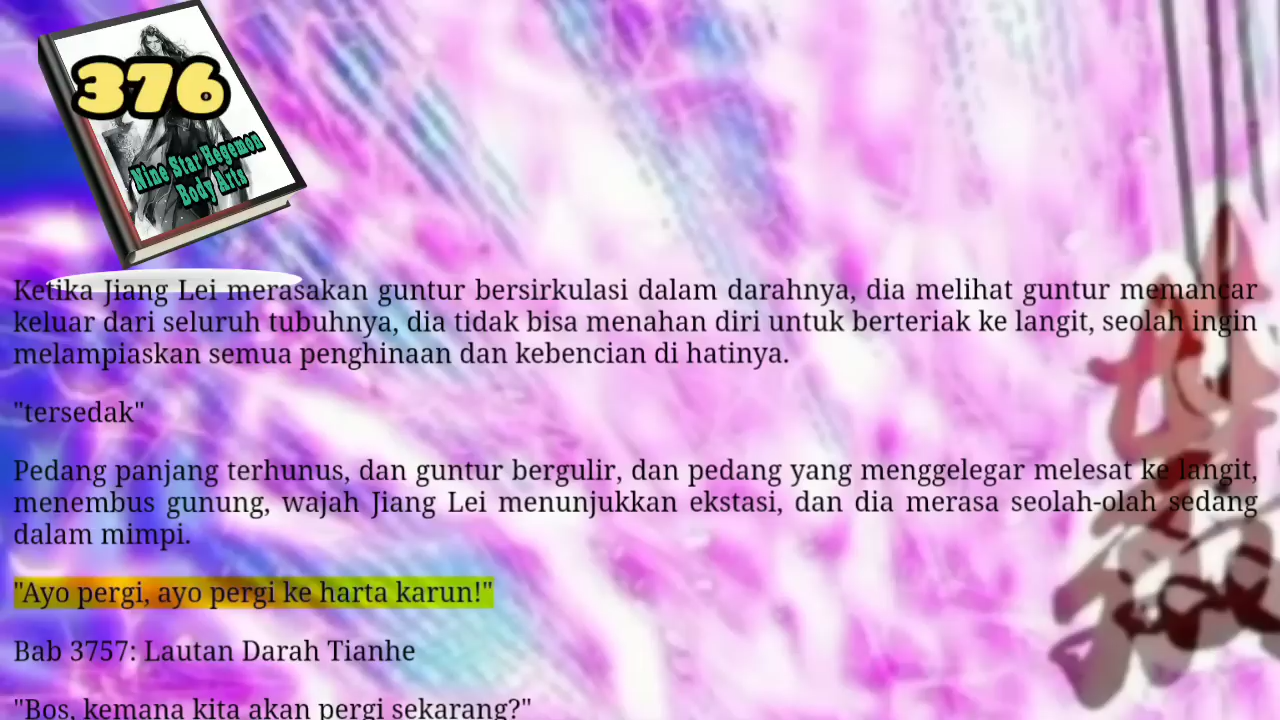 376
Nine Star Hegemon
Body Arts
Ketika Jiang Lei merasakan guntur bersirkulasi dalam darahnya, dia melihat guntur memancar
keluar dari seluruh tubuhnya, dia tidak bisa menahan diri untuk berteriak ke langit, seolah ingin
melampiaskan semua penghinaan dan kebencian di hatinya.
"tersedak"
Pedang panjang terhunus, dan guntur bergulir, dan pedang yang menggelegar melesat ke langit,
menembus gunung, wajah Jiang Lei menunjukkan ekstasi, dan dia merasa seolah-olah sedang
dalam mimpi.
"Ayo pergi, ayo pergi ke harta karun!"
Bab 3757: Lautan Darah Tianhe
"Bos, kemana kita akan pergi sekarang?"